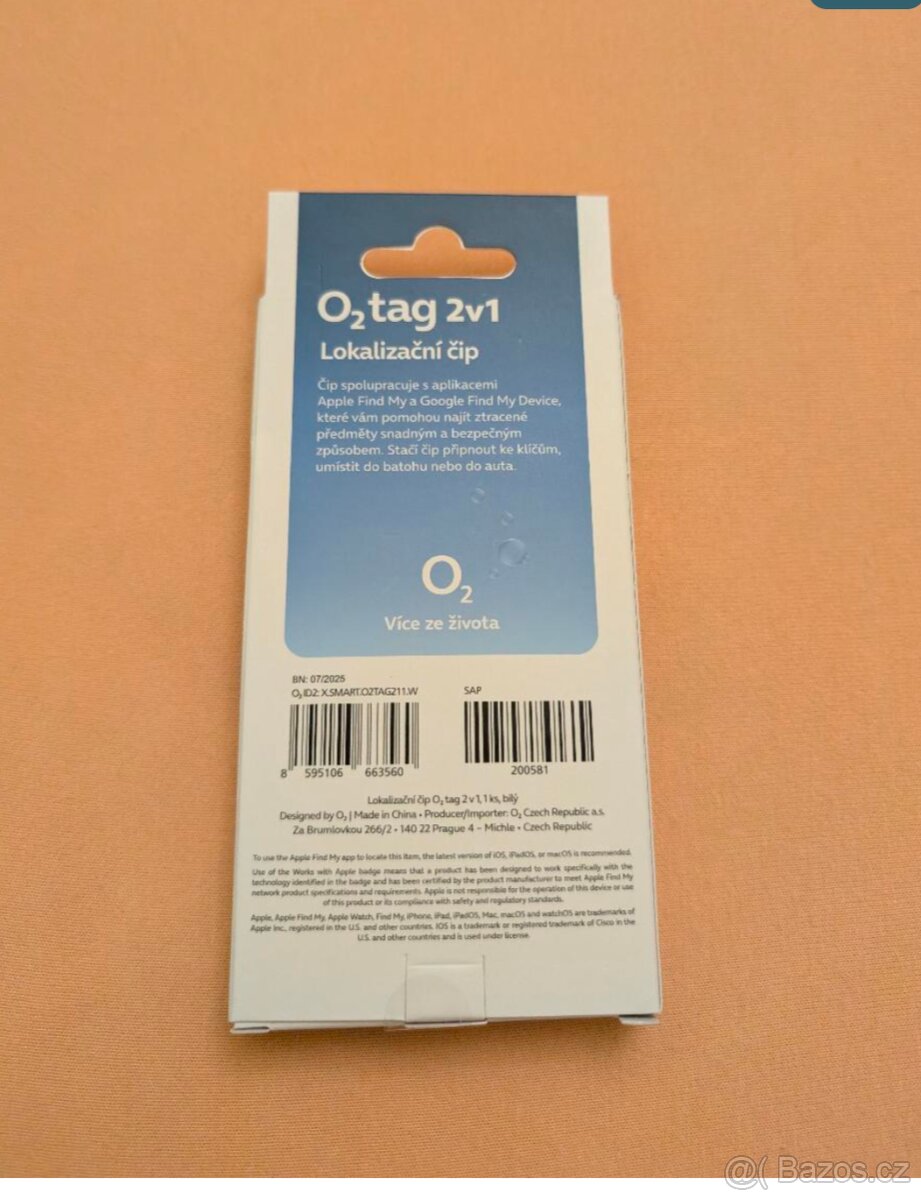 O₂ tag 2v1
Lokalizační čip
Čip spolupracuje s aplikacemi
Apple Find My a Google Find My Device,
které vám pomohou najít ztracené
předměty snadným a bezpečným
způsobem. Stačí čip připnout ke klíčům,
umístit do batohu nebo do auta.
O₂
Více ze života
BN: 07/2025
O₂ ID2: X.SMART.O2TAG211.W
SAP
8 595106 663560
200581
Lokalizační čip O₂ tag 2 v 1, 1 ks, bílý
Designed by O₂ | Made in China • Producer/Importer: O₂ Czech Republic a.s.
Za Brumlovkou 266/2 • 140 22 Prague 4 – Michle • Czech Republic
To use the Apple Find My app to locate this item, the latest version of iOS, iPadOS, or macOS is recommended.
Use of the Works with Apple badge means that a product has been designed to work specifically with the
technology identified in the badge and has been certified by the product manufacturer to meet Apple Find My
network product specifications and requirements. Apple is not responsible for the operation of this device or use
of this product or its compliance with safety and regulatory standards.
Apple, Apple Find My, Apple Watch, Find My, iPhone, iPad, iPadOS, Mac, macOS and watchOS are trademarks of
Apple Inc., registered in the U.S. and other countries. IOS is a trademark or registered trademark of Cisco in the
U.S. and other countries and is used under license.
@( Bazos.cz